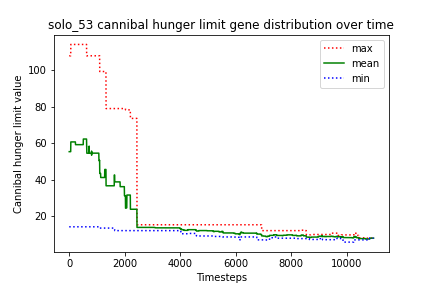 solo_53 cannibal hunger limit gene distribution over time
max
mean
min
Cannibal hunger limit value
100
80
60
40
20
0
2000
4000
6000
8000
10000
Timesteps